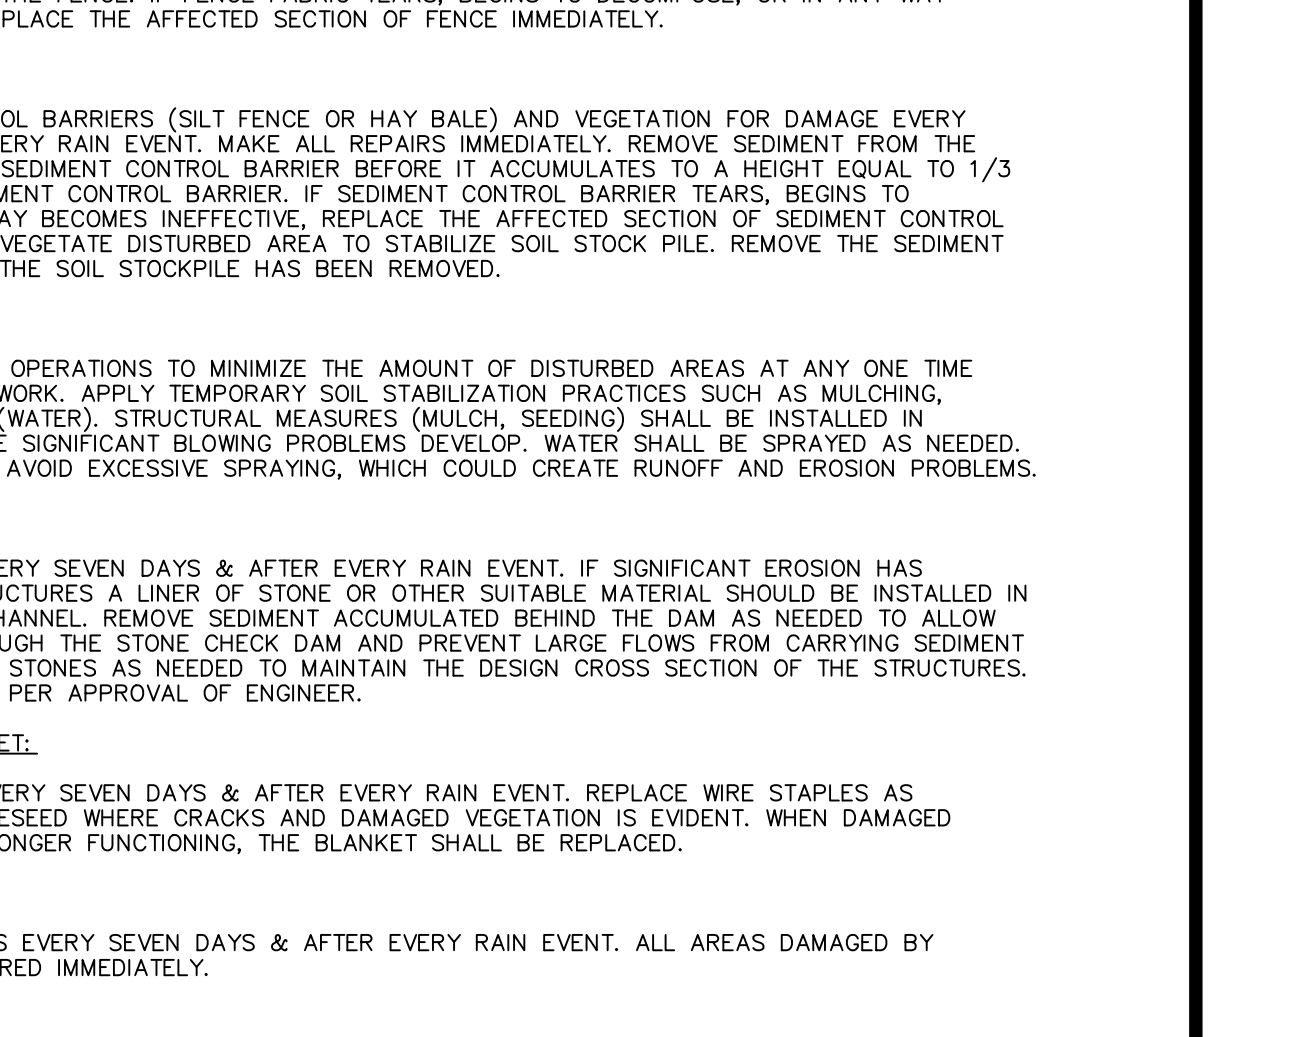 THE FENCE. IF FENCE FABRIC TEARS, BEGINS TO DECOMPOSE, OR IN ANY WAY
PLACE THE AFFECTED SECTION OF FENCE IMMEDIATELY.
OL BARRIERS (SILT FENCE OR HAY BALE) AND VEGETATION FOR DAMAGE EVERY
ERY RAIN EVENT. MAKE ALL REPAIRS IMMEDIATELY. REMOVE SEDIMENT FROM THE
SEDIMENT CONTROL BARRIER BEFORE IT ACCUMULATES TO A HEIGHT EQUAL TO 1/3
MENT CONTROL BARRIER. IF SEDIMENT CONTROL BARRIER TEARS, BEGINS TO
AY BECOMES INEFFECTIVE, REPLACE THE AFFECTED SECTION OF SEDIMENT CONTROL
VEGETATE DISTURBED AREA TO STABILIZE SOIL STOCK PILE. REMOVE THE SEDIMENT
THE SOIL STOCKPILE HAS BEEN REMOVED.
OPERATIONS TO MINIMIZE THE AMOUNT OF DISTURBED AREAS AT ANY ONE TIME
WORK. APPLY TEMPORARY SOIL STABILIZATION PRACTICES SUCH AS MULCHING,
(WATER). STRUCTURAL MEASURES (MULCH, SEEDING) SHALL BE INSTALLED IN
E SIGNIFICANT BLOWING PROBLEMS DEVELOP. WATER SHALL BE SPRAYED AS NEEDED.
AVOID EXCESSIVE SPRAYING, WHICH COULD CREATE RUNOFF AND EROSION PROBLEMS.
ERY SEVEN DAYS & AFTER EVERY RAIN EVENT. IF SIGNIFICANT EROSION HAS
UCTURES A LINER OF STONE OR OTHER SUITABLE MATERIAL SHOULD BE INSTALLED IN
HANNEL. REMOVE SEDIMENT ACCUMULATED BEHIND THE DAM AS NEEDED TO ALLOW
UGH THE STONE CHECK DAM AND PREVENT LARGE FLOWS FROM CARRYING SEDIMENT
STONES AS NEEDED TO MAINTAIN THE DESIGN CROSS SECTION OF THE STRUCTURES.
PER APPROVAL OF ENGINEER.
ET:
VERY SEVEN DAYS & AFTER EVERY RAIN EVENT. REPLACE WIRE STAPLES AS
ESEED WHERE CRACKS AND DAMAGED VEGETATION IS EVIDENT. WHEN DAMAGED
ONGER FUNCTIONING, THE BLANKET SHALL BE REPLACED.
S EVERY SEVEN DAYS & AFTER EVERY RAIN EVENT. ALL AREAS DAMAGED BY
RED IMMEDIATELY.